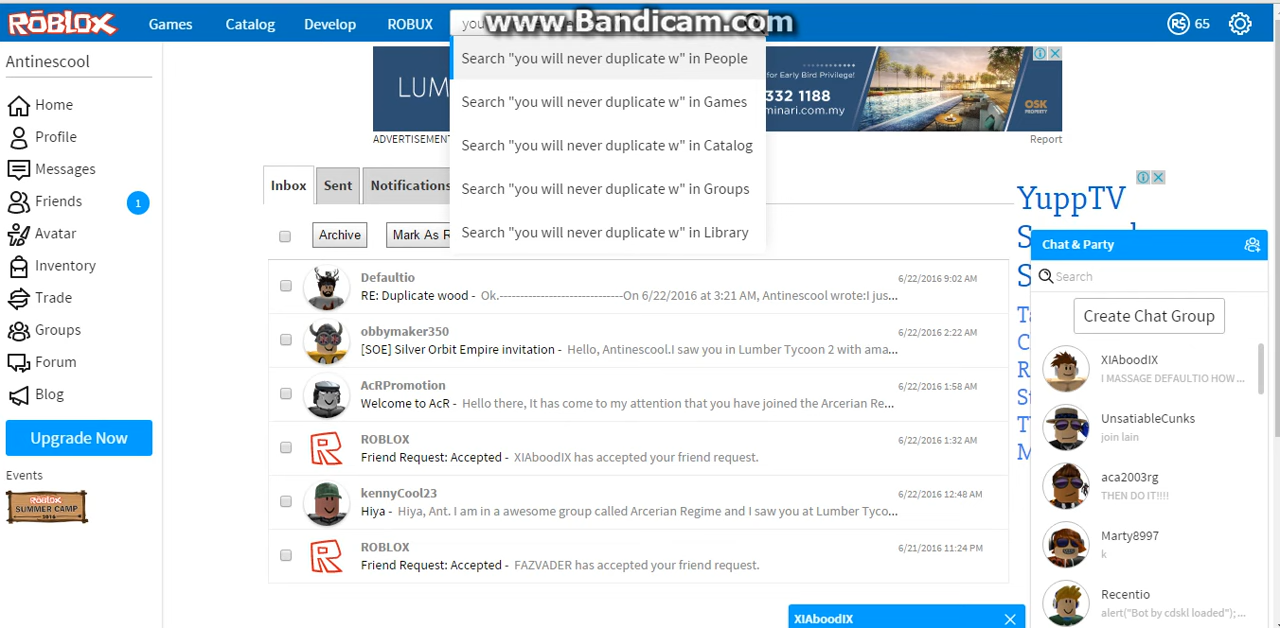 www.Bandicam.com
ROBLOX
Games
Catalog
Develop
ROBUX
you
R$ 65
Antinescool
Home
Profile
Messages
Friends
1
Avatar
Inventory
Trade
Groups
Forum
Blog
Upgrade Now
Events
ROBLOX
SUMMER CAMP
Search "you will never duplicate w" in People
Search "you will never duplicate w" in Games
Search "you will never duplicate w" in Catalog
Search "you will never duplicate w" in Groups
Search "you will never duplicate w" in Library
LUM
for Early Bird Privilege!
332 1188
minari.com.my
OSK
PROPERTY
ADVERTISEMENT
Report
Inbox
Sent
Notifications
Archive
Mark As R
Defaultio
6/22/2016 9:02 AM
RE: Duplicate wood - Ok.------------------------------On 6/22/2016 at 3:21 AM, Antinescool wrote:I jus...
obbymaker350
6/22/2016 2:22 AM
[SOE] Silver Orbit Empire invitation - Hello, Antinescool.I saw you in Lumber Tycoon 2 with ama...
AcRPromotion
6/22/2016 1:58 AM
Welcome to AcR - Hello there, It has come to my attention that you have joined the Arcerian Re...
ROBLOX
6/22/2016 1:32 AM
Friend Request: Accepted - XIAboodIX has accepted your friend request.
kennyCool23
6/22/2016 12:48 AM
Hiya - Hiya, Ant. I am in a awesome group called Arcerian Regime and I saw you at Lumber Tyco...
ROBLOX
6/21/2016 11:24 PM
Friend Request: Accepted - FAZVADER has accepted your friend request.
YuppTV
S
S
Ta
C
R
St
T
M
Chat & Party
Search
Create Chat Group
XIAboodIX
I MASSAGE DEFAULTIO HOW ...
UnsatiableCunks
join lain
aca2003rg
THEN DO IT!!!!
Marty8997
k
Recentio
alert("Bot by cdskl loaded"); ...
XIAboodIX